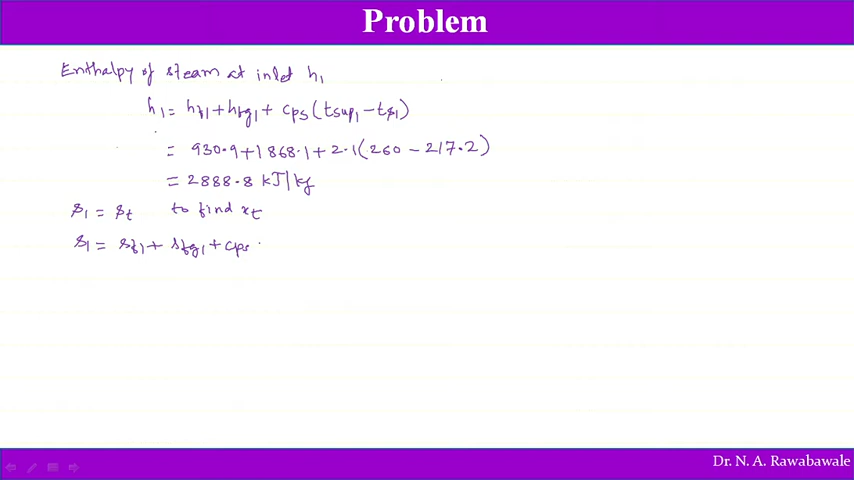 Problem
Enthalpy of steam at inlet h₁
h₁ = hf₁ + hfg₁ + cps (tsup₁ - ts₁)
= 930.9 + 1868.1 + 2.1 (260 - 217.2)
= 2888.8 kJ/kg
s₁ = st to find xt
s₁ = sf₁ + sfg₁ + cps
Dr. N. A. Rawabawale